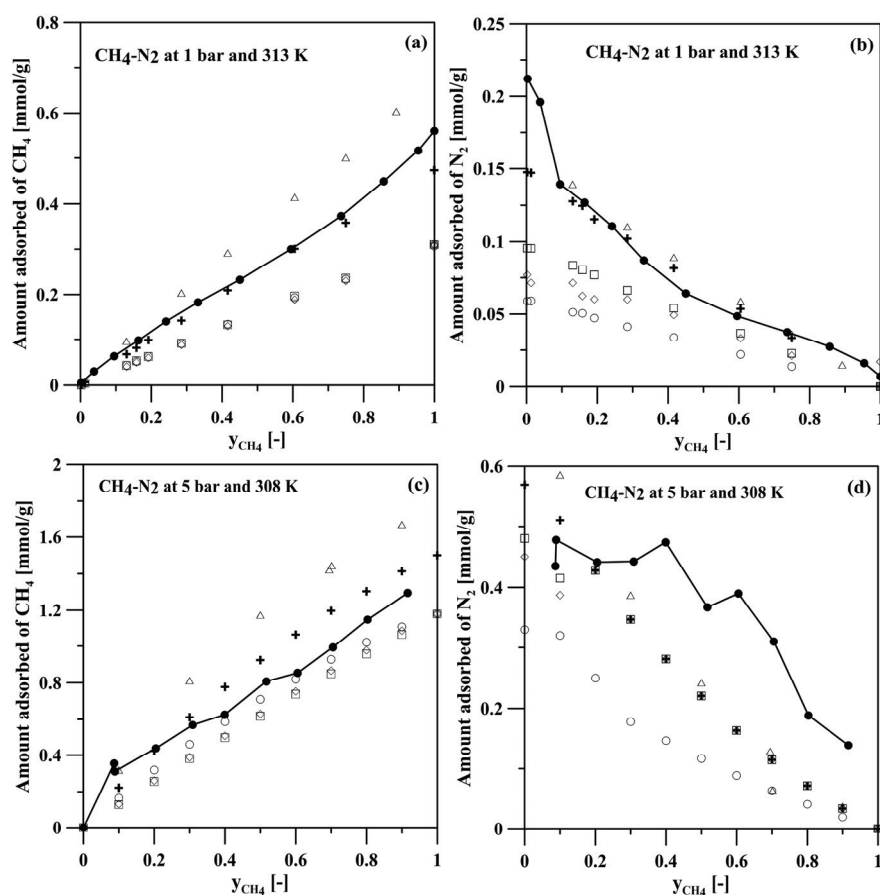 (a)
CH4-N2 at 1 bar and 313 K
Amount adsorbed of CH4 [mmol/g]
0.8
0.6
0.4
0.2
0
0 0.2 0.4 0.6 0.8 1
yCH4 [-]
(b)
CH4-N2 at 1 bar and 313 K
Amount adsorbed of N2 [mmol/g]
0.25
0.2
0.15
0.1
0.05
0
0 0.2 0.4 0.6 0.8 1
yCH4 [-]
CH4-N2 at 5 bar and 308 K (c)
Amount adsorbed of CH4 [mmol/g]
2
1.6
1.2
0.8
0.4
0
0 0.2 0.4 0.6 0.8 1
yCH4 [-]
CH4-N2 at 5 bar and 308 K (d)
Amount adsorbed of N2 [mmol/g]
0.6
0.4
0.2
0
0 0.2 0.4 0.6 0.8 1
yCH4 [-]